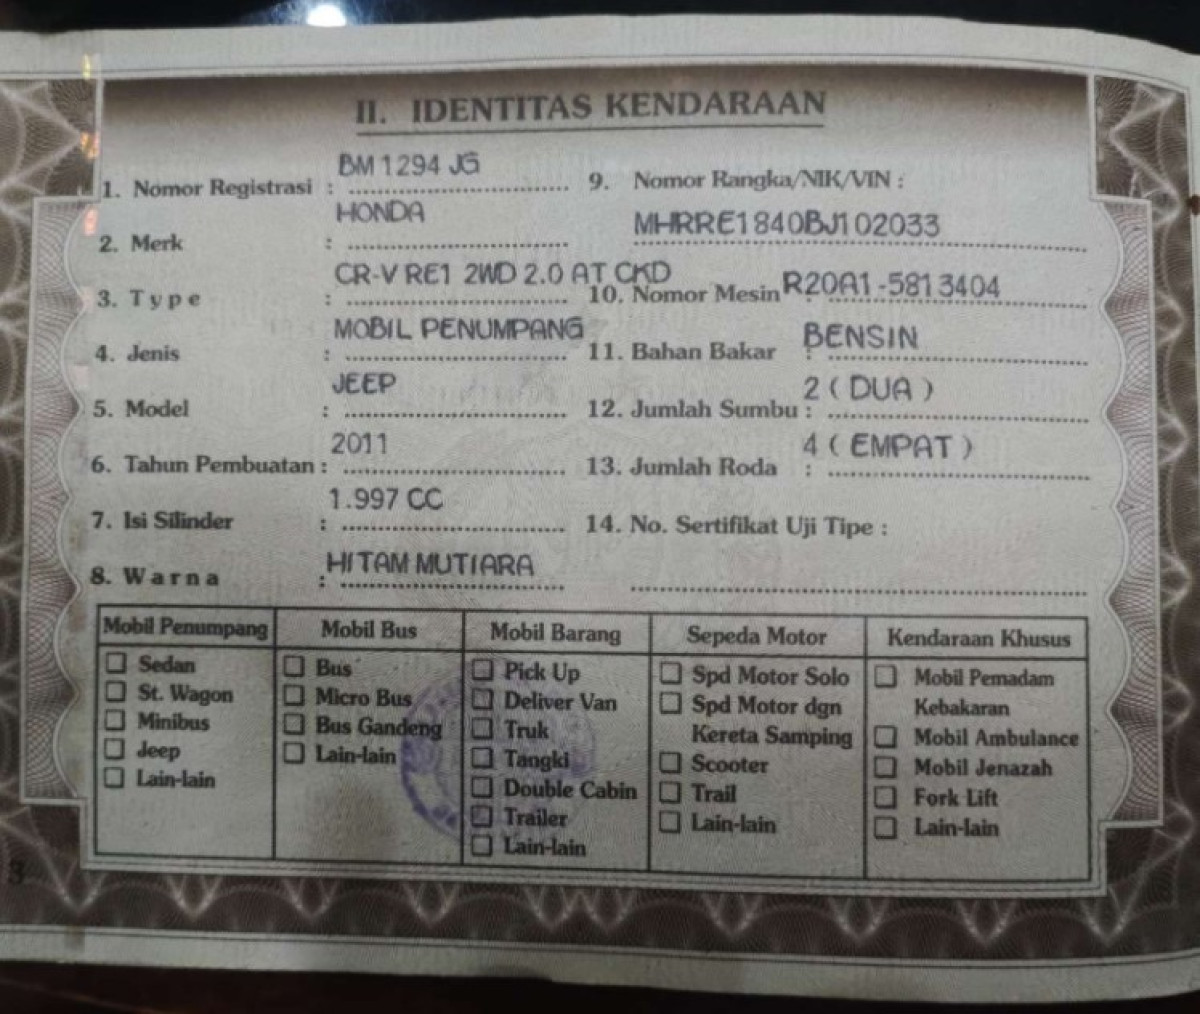 II. IDENTITAS KENDARAAN
1. Nomor Registrasi : BM 1294 JG
2. Merk : HONDA
3. Type : CR-V RE1 2WD 2.0 AT CKD
4. Jenis : MOBIL PENUMPANG
5. Model : JEEP
6. Tahun Pembuatan : 2011
7. Isi Silinder : 1.997 CC
8. Warna : HITAM MUTIARA
9. Nomor Rangka/NIK/VIN :
MHRRE1840BJ102033
10. Nomor Mesin : R20A1-5813404
11. Bahan Bakar : BENSIN
12. Jumlah Sumbu : 2 ( DUA )
13. Jumlah Roda : 4 ( EMPAT )
14. No. Sertifikat Uji Tipe :
Mobil Penumpang
Sedan
St. Wagon
Minibus
Jeep
Lain-lain
Mobil Bus
Bus
Micro Bus
Bus Gandeng
Lain-lain
Mobil Barang
Pick Up
Deliver Van
Truk
Tangki
Double Cabin
Trailer
Lain-lain
Sepeda Motor
Spd Motor Solo
Spd Motor dgn
Kereta Samping
Scooter
Trail
Lain-lain
Kendaraan Khusus
Mobil Pemadam
Kebakaran
Mobil Ambulance
Mobil Jenazah
Fork Lift
Lain-lain